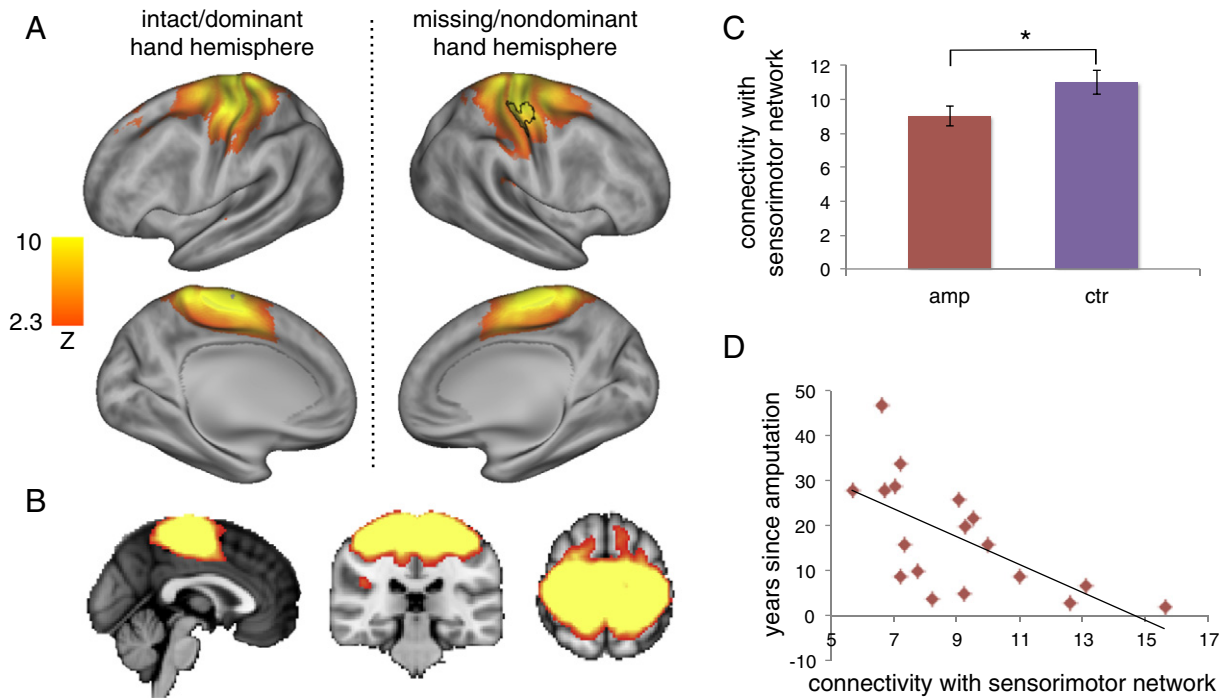 A
intact/dominant
hand hemisphere
missing/nondominant
hand hemisphere
10
2.3
Z
B
C
*
connectivity with
sensorimotor network
12
10
8
6
4
2
0
amp
ctr
D
years since amputation
50
40
30
20
10
0
-10
5
7
9
11
13
15
17
connectivity with sensorimotor network